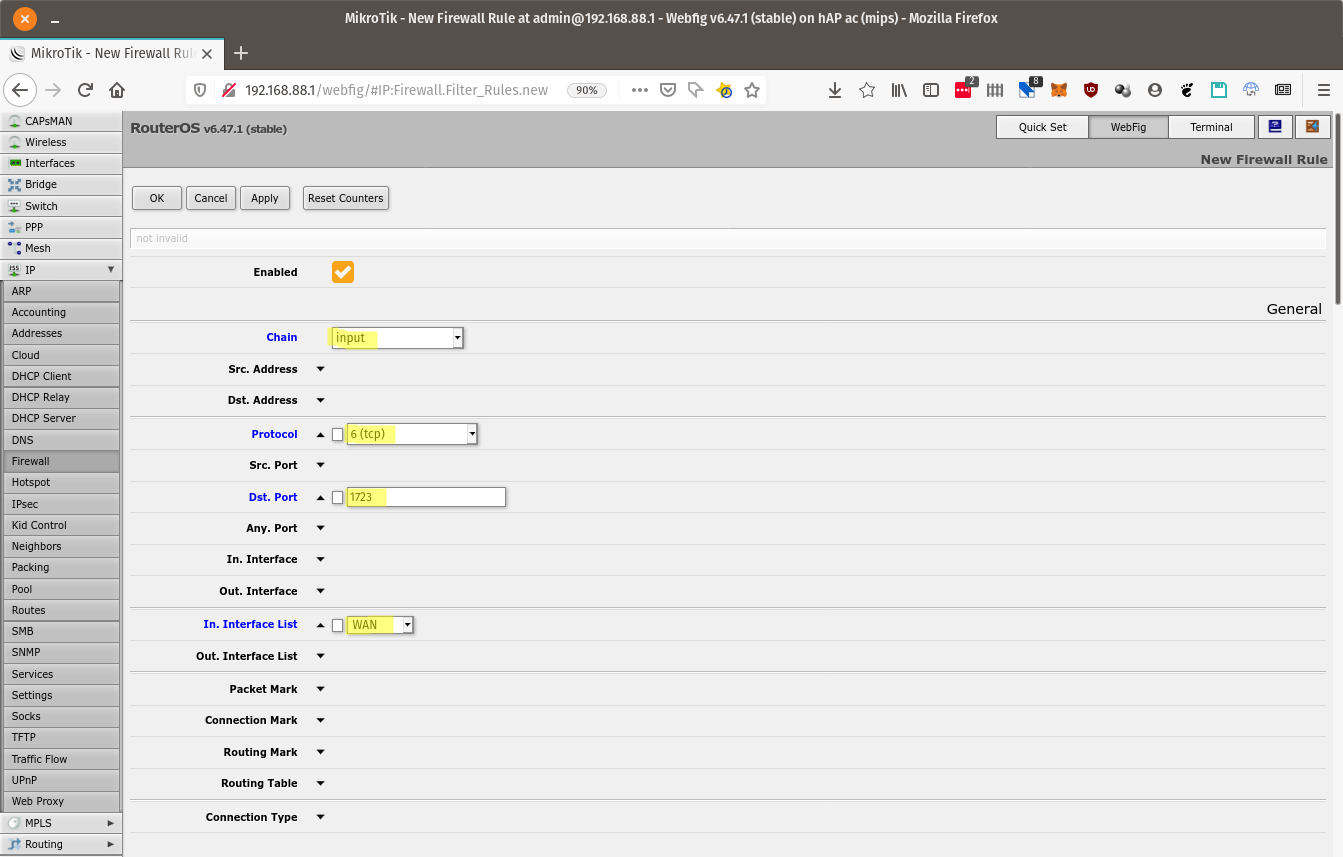 MikroTik - New Firewall Rule at admin@192.168.88.1 - Webfig v6.47.1 (stable) on hAP ac (mips) - Mozilla Firefox
MikroTik - New Firewall Rul
192.168.88.1/webfig/#IP:Firewall.Filter_Rules.new
90%
2
8
CAPsMAN
Wireless
Interfaces
Bridge
Switch
PPP
Mesh
IP
ARP
Accounting
Addresses
Cloud
DHCP Client
DHCP Relay
DHCP Server
DNS
Firewall
Hotspot
IPsec
Kid Control
Neighbors
Packing
Pool
Routes
SMB
SNMP
Services
Settings
Socks
TFTP
Traffic Flow
UPnP
Web Proxy
MPLS
Routing
RouterOS v6.47.1 (stable)
Quick Set
WebFig
Terminal
New Firewall Rule
OK
Cancel
Apply
Reset Counters
not invalid
Enabled
General
Chain input
Src. Address
Dst. Address
Protocol 6 (tcp)
Src. Port
Dst. Port 1723
Any. Port
In. Interface
Out. Interface
In. Interface List WAN
Out. Interface List
Packet Mark
Connection Mark
Routing Mark
Routing Table
Connection Type